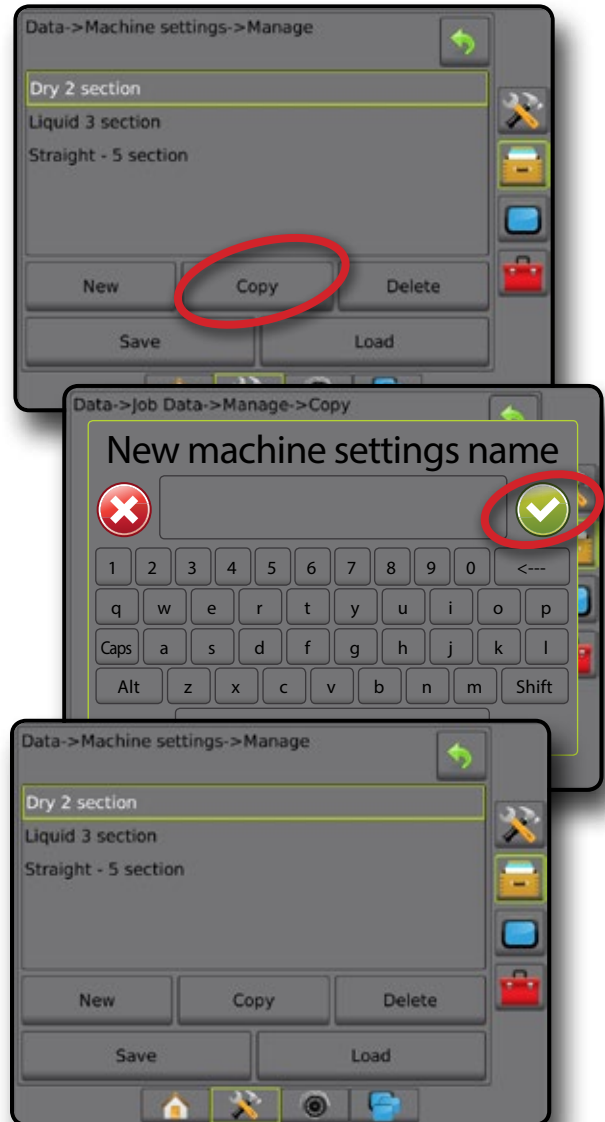 Data->Machine settings->Manage
Dry 2 section
Liquid 3 section
Straight - 5 section
New Copy Delete
Save Load
Data->Job Data->Manage->Copy
New machine settings name
1 2 3 4 5 6 7 8 9 0 <---
q w e r t y u i o p
Caps a s d f g h j k l
Alt z x c v b n m Shift
Data->Machine settings->Manage
Dry 2 section
Liquid 3 section
Straight - 5 section
New Copy Delete
Save Load